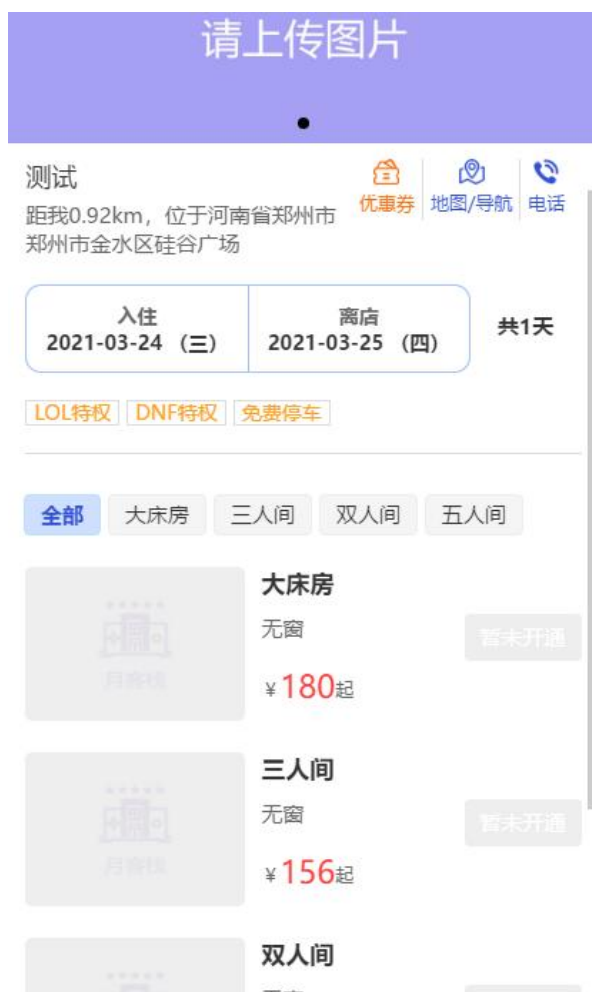 请上传图片
测试
优惠券 地图/导航 电话
距我0.92km，位于河南省郑州市
郑州市金水区硅谷广场
入住 离店
2021-03-24 （三） 2021-03-25 （四） 共1天
LOL特权 DNF特权 免费停车
全部 大床房 三人间 双人间 五人间
大床房
无窗
暂未开通
¥180起
三人间
无窗
暂未开通
¥156起
双人间